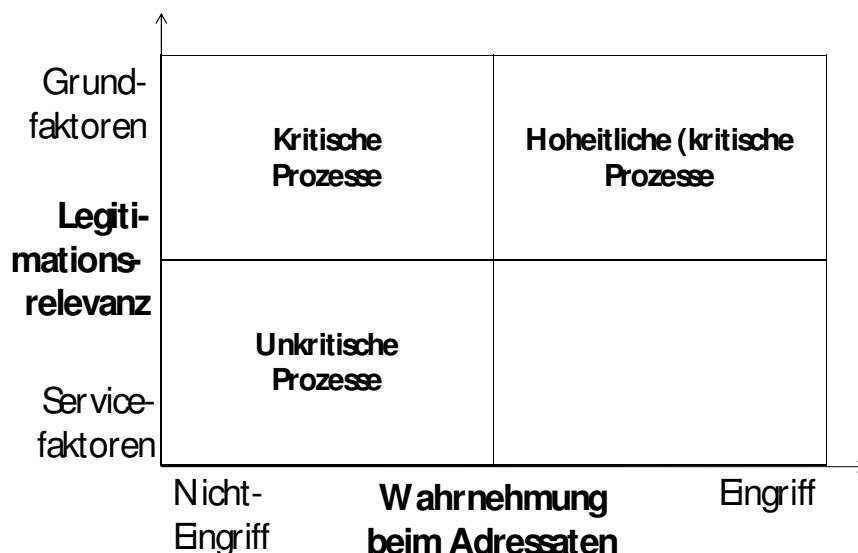 Grund-
faktoren
Kritische
Prozesse
Hoheitliche (kritische
Prozesse
Legiti-
mations-
relevanz
Unkritische
Prozesse
Service-
faktoren
Nicht-
Eingriff
Wahrnehmung
beim Adressaten
Eingriff